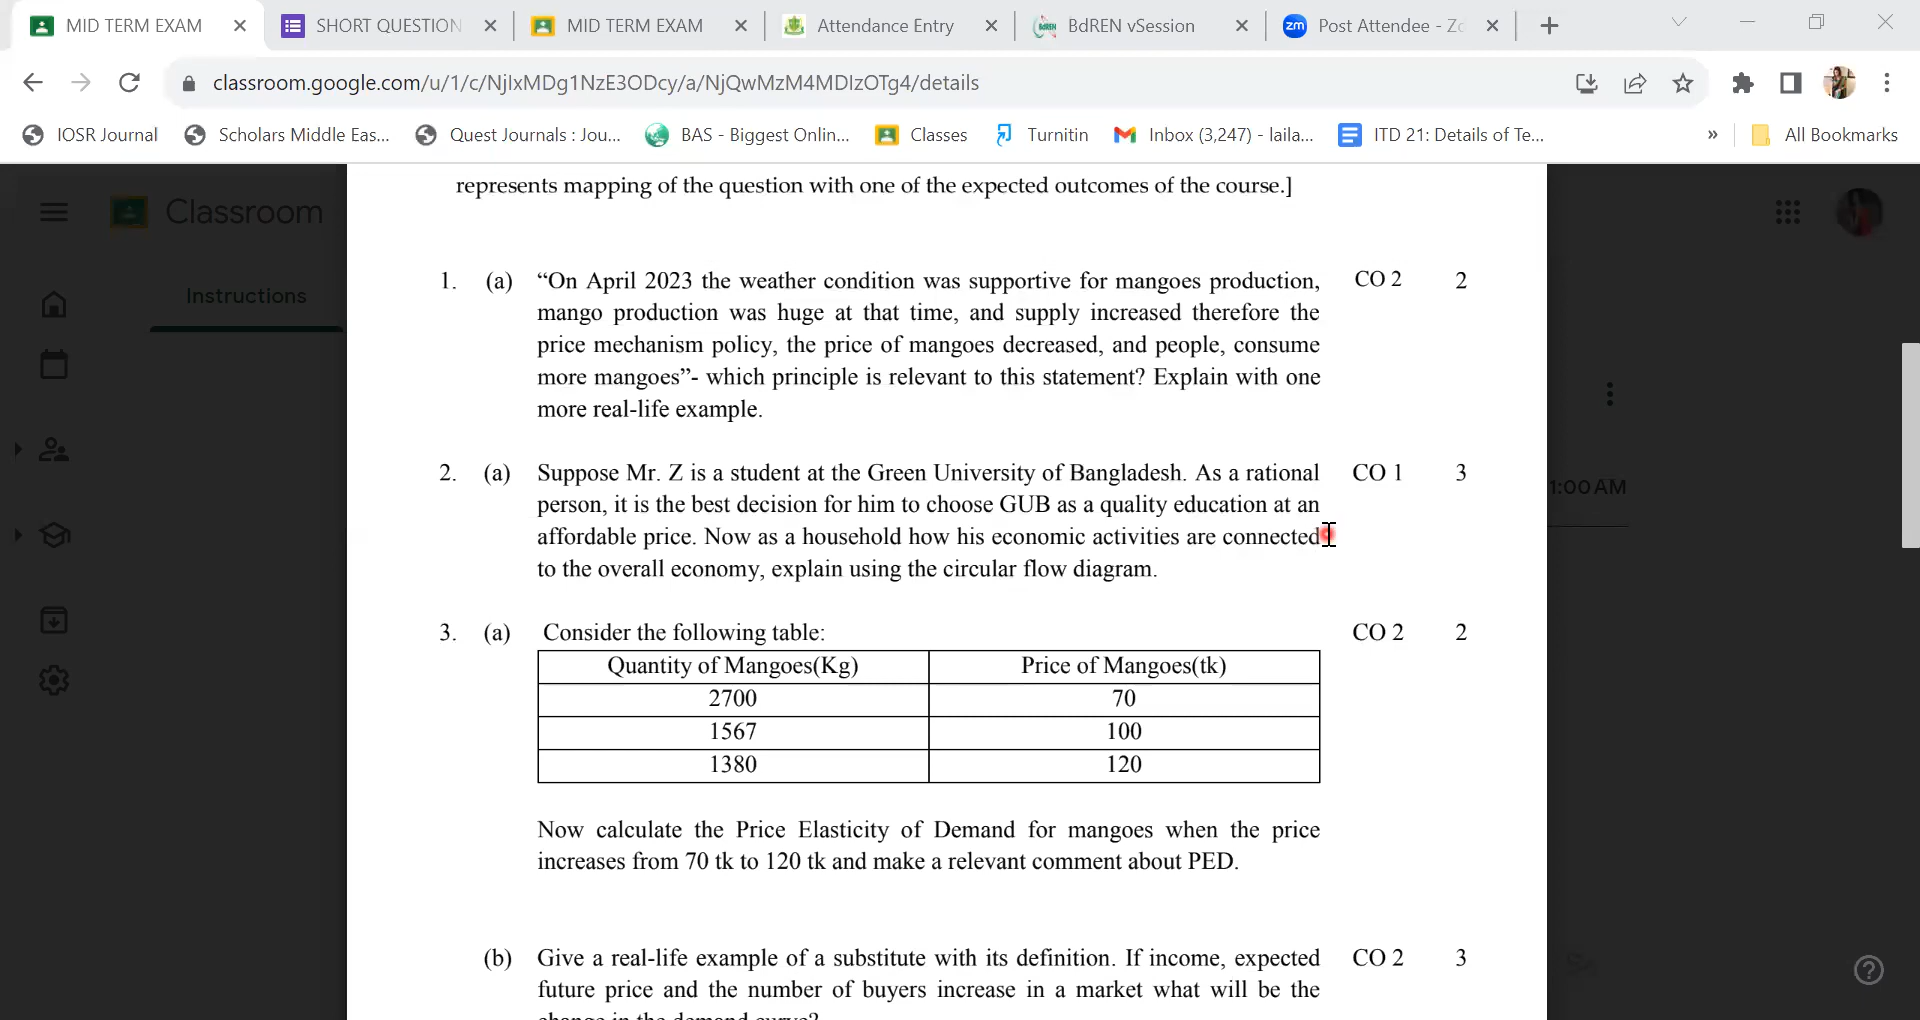 MID TERM EXAM
SHORT QUESTION
MID TERM EXAM
Attendance Entry
BdREN vSession
zm Post Attendee - Zo
classroom.google.com/u/1/c/NjIxMDg1NzE3ODcy/a/NjQwMzM4MDIzOTg4/details
IOSR Journal
Scholars Middle Eas...
Quest Journals : Jou...
BAS - Biggest Onlin...
Classes
Turnitin
Inbox (3,247) - laila...
ITD 21: Details of Te...
»
All Bookmarks
represents mapping of the question with one of the expected outcomes of the course.]
Classroom
Instructions
1. (a) “On April 2023 the weather condition was supportive for mangoes production, CO 2 2
mango production was huge at that time, and supply increased therefore the
price mechanism policy, the price of mangoes decreased, and people, consume
more mangoes”- which principle is relevant to this statement? Explain with one
more real-life example.
2. (a) Suppose Mr. Z is a student at the Green University of Bangladesh. As a rational CO 1 3
person, it is the best decision for him to choose GUB as a quality education at an
affordable price. Now as a household how his economic activities are connected
to the overall economy, explain using the circular flow diagram.
1:00 AM
3. (a) Consider the following table: CO 2 2
Quantity of Mangoes(Kg) Price of Mangoes(tk)
2700 70
1567 100
1380 120
Now calculate the Price Elasticity of Demand for mangoes when the price
increases from 70 tk to 120 tk and make a relevant comment about PED.
(b) Give a real-life example of a substitute with its definition. If income, expected CO 2 3
future price and the number of buyers increase in a market what will be the
change in the demand curve?